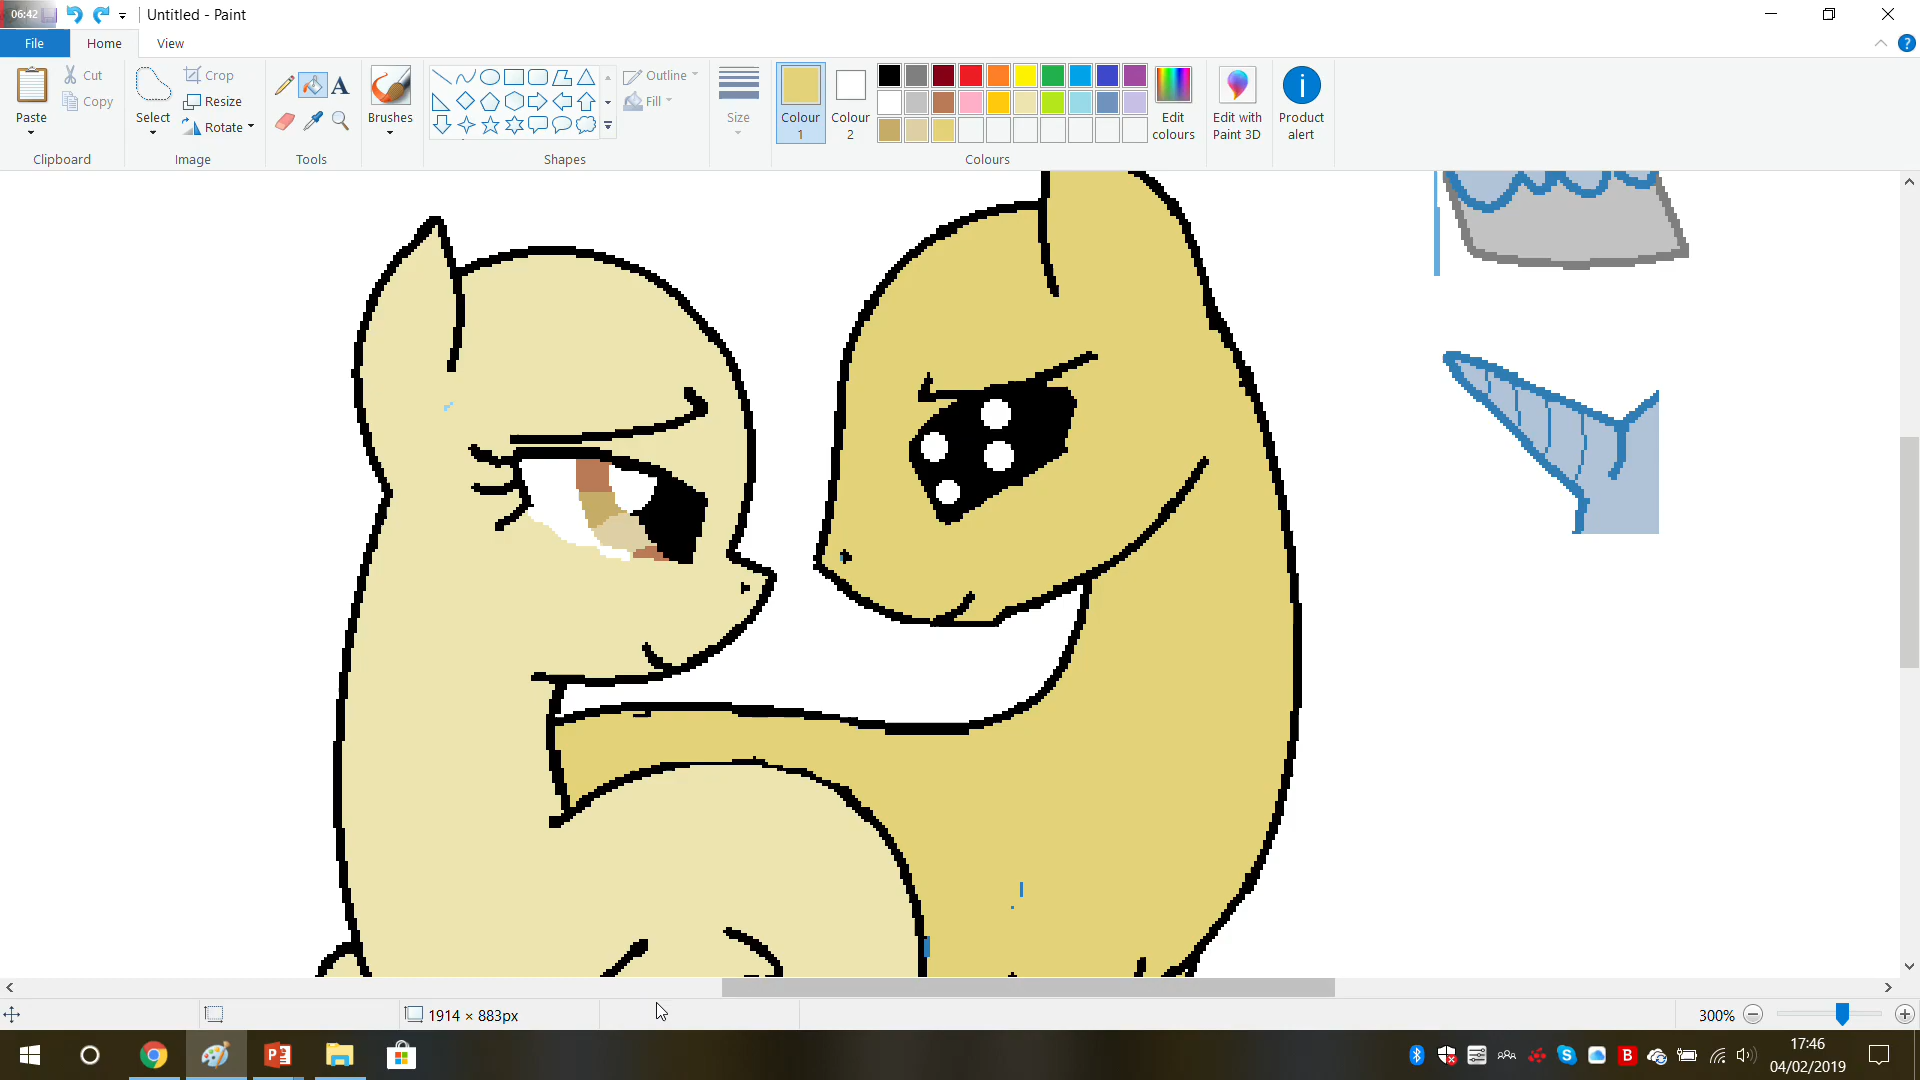 06:42
Untitled - Paint
File
Home
View
?
Paste
Cut
Copy
Clipboard
Select
Crop
Resize
Rotate
Image
A
Tools
Brushes
Outline
Fill
Shapes
Size
Colour
1
Colour
2
Edit
colours
Colours
Edit with
Paint 3D
Product
alert
1914 × 883px
300%
17:46
04/02/2019